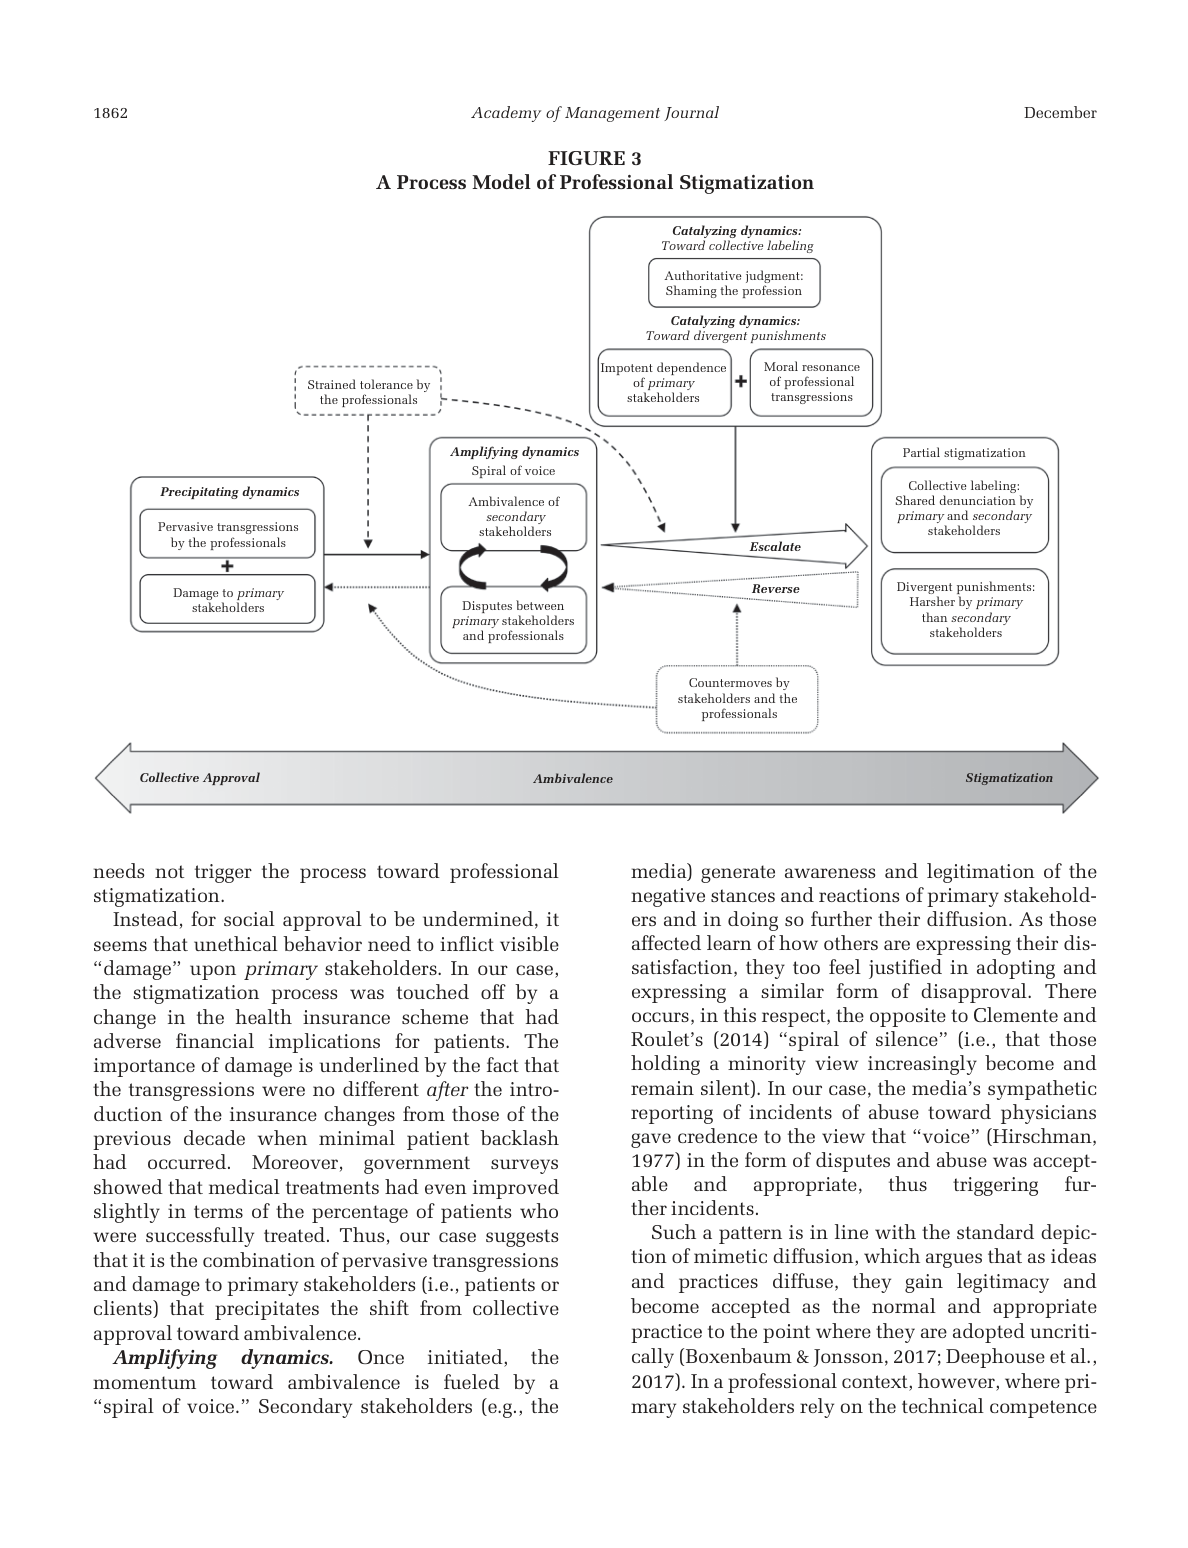 1862
Academy of Management Journal
December
FIGURE 3
A Process Model of Professional Stigmatization
Catalyzing dynamics:
Toward collective labeling
Authoritative judgment:
Shaming the profession
Catalyzing dynamics:
Toward divergent punishments
Impotent dependence
of primary
stakeholders
Moral resonance
of professional
transgressions
Strained tolerance by
the professionals
Precipitating dynamics
Pervasive transgressions
by the professionals
Damage to primary
stakeholders
Amplifying dynamics
Spiral of voice
Ambivalence of
secondary
stakeholders
Disputes between
primary stakeholders
and professionals
Escalate
Reverse
Partial stigmatization
Collective labeling:
Shared denunciation by
primary and secondary
stakeholders
Divergent punishments:
Harsher by primary
than secondary
stakeholders
Countermoves by
stakeholders and the
professionals
Collective Approval
Ambivalence
Stigmatization
needs not trigger the process toward professional
stigmatization.
Instead, for social approval to be undermined, it
seems that unethical behavior need to inflict visible
“damage” upon primary stakeholders. In our case,
the stigmatization process was touched off by a
change in the health insurance scheme that had
adverse financial implications for patients. The
importance of damage is underlined by the fact that
the transgressions were no different after the intro-
duction of the insurance changes from those of the
previous decade when minimal patient backlash
had occurred. Moreover, government surveys
showed that medical treatments had even improved
slightly in terms of the percentage of patients who
were successfully treated. Thus, our case suggests
that it is the combination of pervasive transgressions
and damage to primary stakeholders (i.e., patients or
clients) that precipitates the shift from collective
approval toward ambivalence.
Amplifying dynamics. Once initiated, the
momentum toward ambivalence is fueled by a
“spiral of voice.” Secondary stakeholders (e.g., the
media) generate awareness and legitimation of the
negative stances and reactions of primary stakehold-
ers and in doing so further their diffusion. As those
affected learn of how others are expressing their dis-
satisfaction, they too feel justified in adopting and
expressing a similar form of disapproval. There
occurs, in this respect, the opposite to Clemente and
Roulet’s (2014) “spiral of silence” (i.e., that those
holding a minority view increasingly become and
remain silent). In our case, the media’s sympathetic
reporting of incidents of abuse toward physicians
gave credence to the view that “voice” (Hirschman,
1977) in the form of disputes and abuse was accept-
able and appropriate, thus triggering fur-
ther incidents.
Such a pattern is in line with the standard depic-
tion of mimetic diffusion, which argues that as ideas
and practices diffuse, they gain legitimacy and
become accepted as the normal and appropriate
practice to the point where they are adopted uncriti-
cally (Boxenbaum & Jonsson, 2017; Deephouse et al.,
2017). In a professional context, however, where pri-
mary stakeholders rely on the technical competence